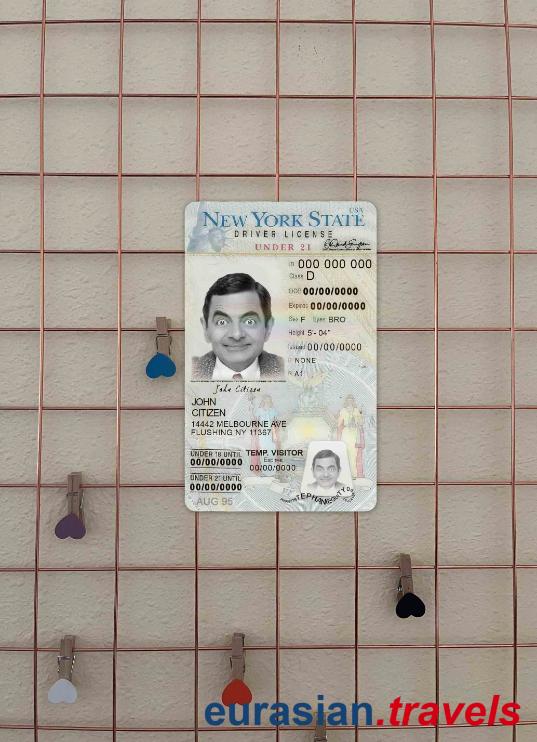 USA
NEW YORK STATE
DRIVER LICENSE
UNDER 21
ID 000 000 000
Class D
DOB 00/00/0000
Expires 00/00/0000
Sex F Eyes BRO
Height 5'-04"
Issued 00/00/0000
NONE
John Citizen
JOHN
CITIZEN
14442 MELBOURNE AVE
FLUSHING NY 11367
UNDER 18 UNTIL
00/00/0000
TEMP. VISITOR
00/00/0000
UNDER 21 UNTIL
00/00/0000
AUG 95
eurasian.travels